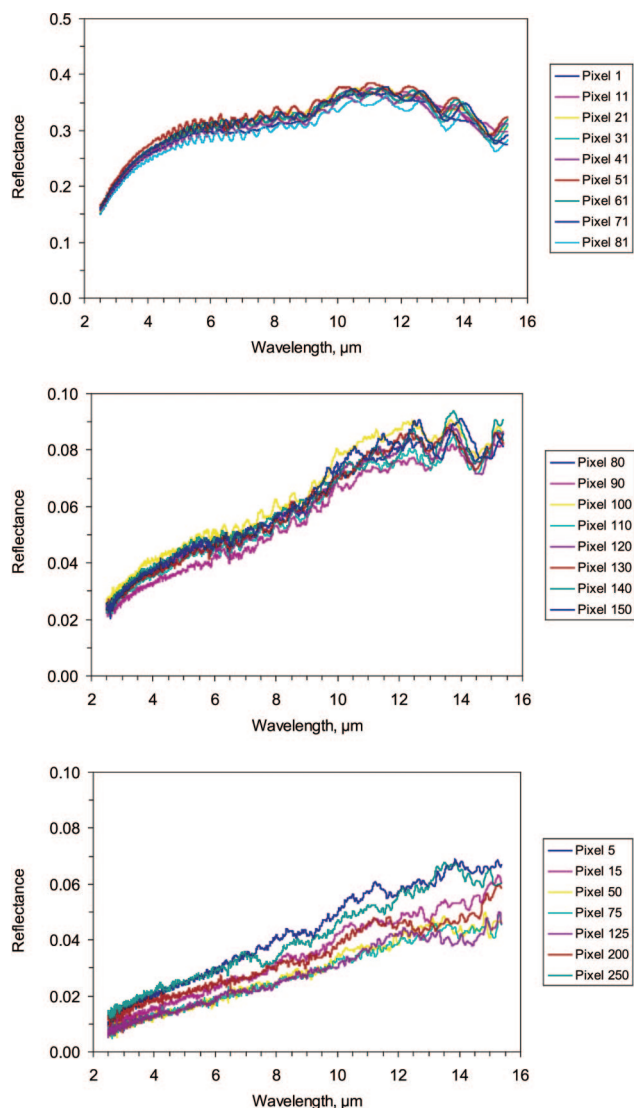 0.5
0.4
0.3
0.2
0.1
0.0
Reflectance
2 4 6 8 10 12 14 16
Wavelength, µm
Pixel 1
Pixel 11
Pixel 21
Pixel 31
Pixel 41
Pixel 51
Pixel 61
Pixel 71
Pixel 81
0.10
0.08
0.06
0.04
0.02
0.00
Reflectance
2 4 6 8 10 12 14 16
Wavelength, µm
Pixel 80
Pixel 90
Pixel 100
Pixel 110
Pixel 120
Pixel 130
Pixel 140
Pixel 150
0.10
0.08
0.06
0.04
0.02
0.00
Reflectance
2 4 6 8 10 12 14 16
Wavelength, µm
Pixel 5
Pixel 15
Pixel 50
Pixel 75
Pixel 125
Pixel 200
Pixel 250